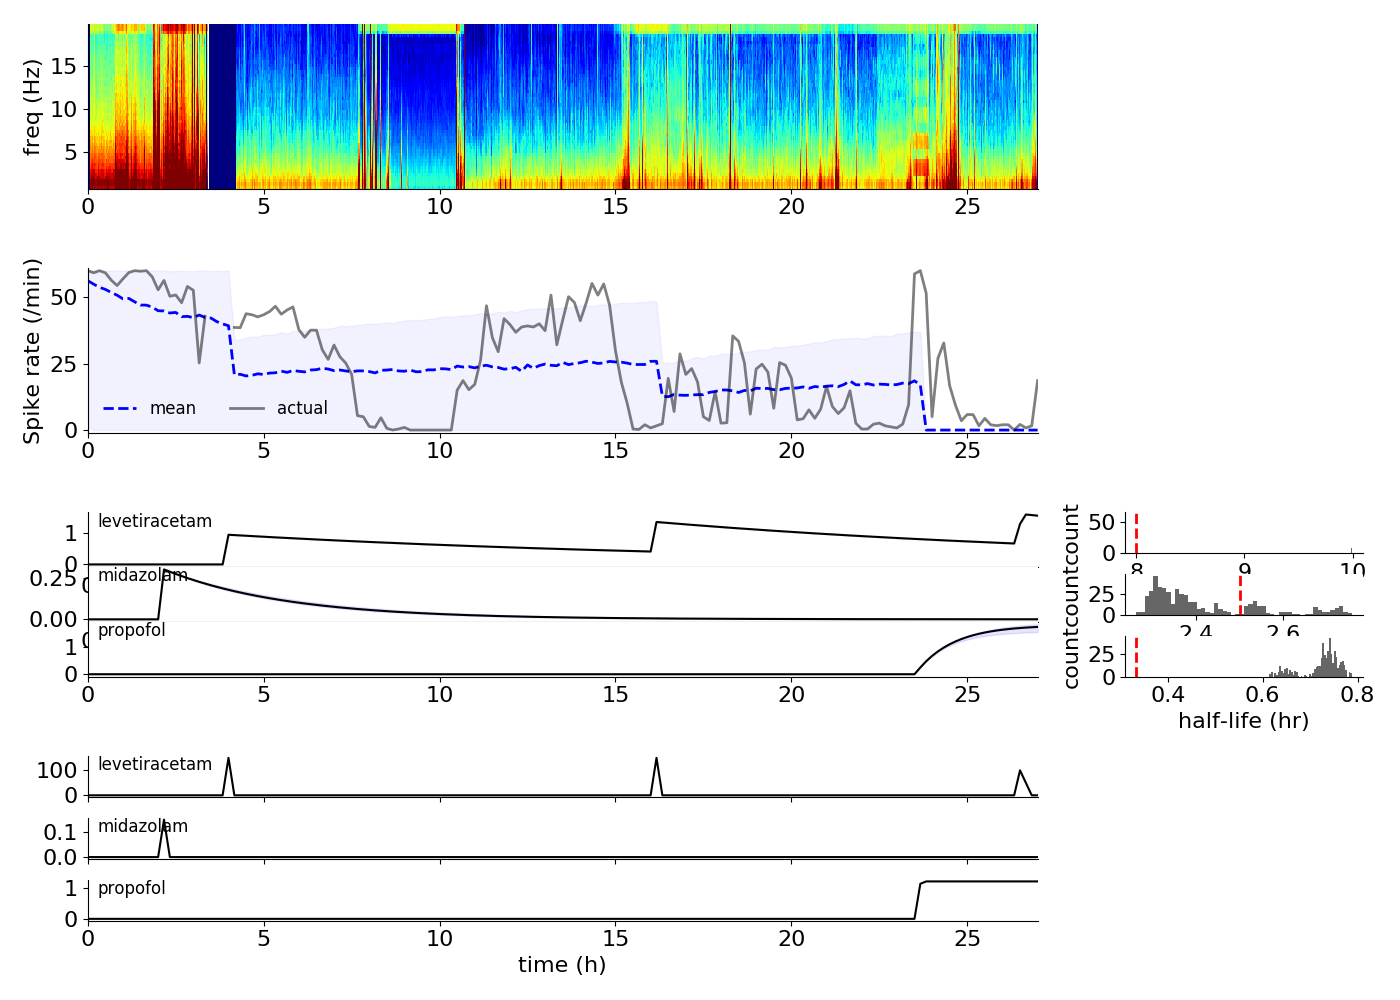 freq (Hz)
15
10
5
0 5 10 15 20 25
Spike rate (/min)
50
25
0
mean actual
0 5 10 15 20 25
levetiracetam
1
0
midazolam
0.25
0.00
propofol
1
0
0 5 10 15 20 25
count
50
0
8 9 10
count
25
0
2.4 2.6
count
25
0
0.4 0.6 0.8
half-life (hr)
levetiracetam
100
0
midazolam
0.1
0.0
propofol
1
0
0 5 10 15 20 25
time (h)